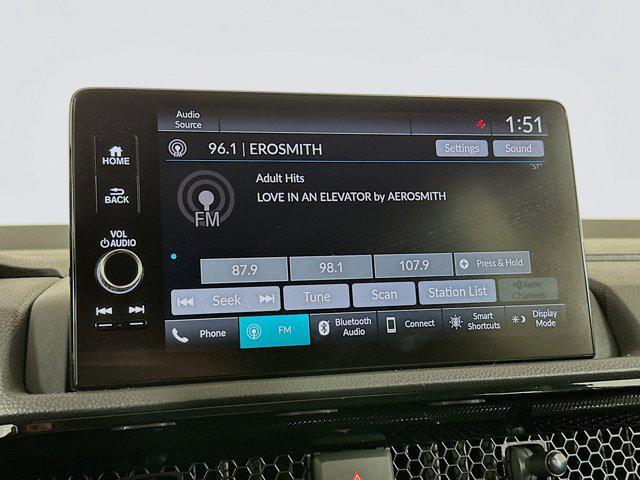 Audio
Source
1:51
HOME
96.1 | EROSMITH
Settings
Sound
"ST"
BACK
Adult Hits
LOVE IN AN ELEVATOR by AEROSMITH
FM
VOL
AUDIO
87.9
98.1
107.9
Press & Hold
Seek
Tune
Scan
Station List
HD Radio
Channels
Phone
FM
Bluetooth
Audio
Connect
Smart
Shortcuts
Display
Mode